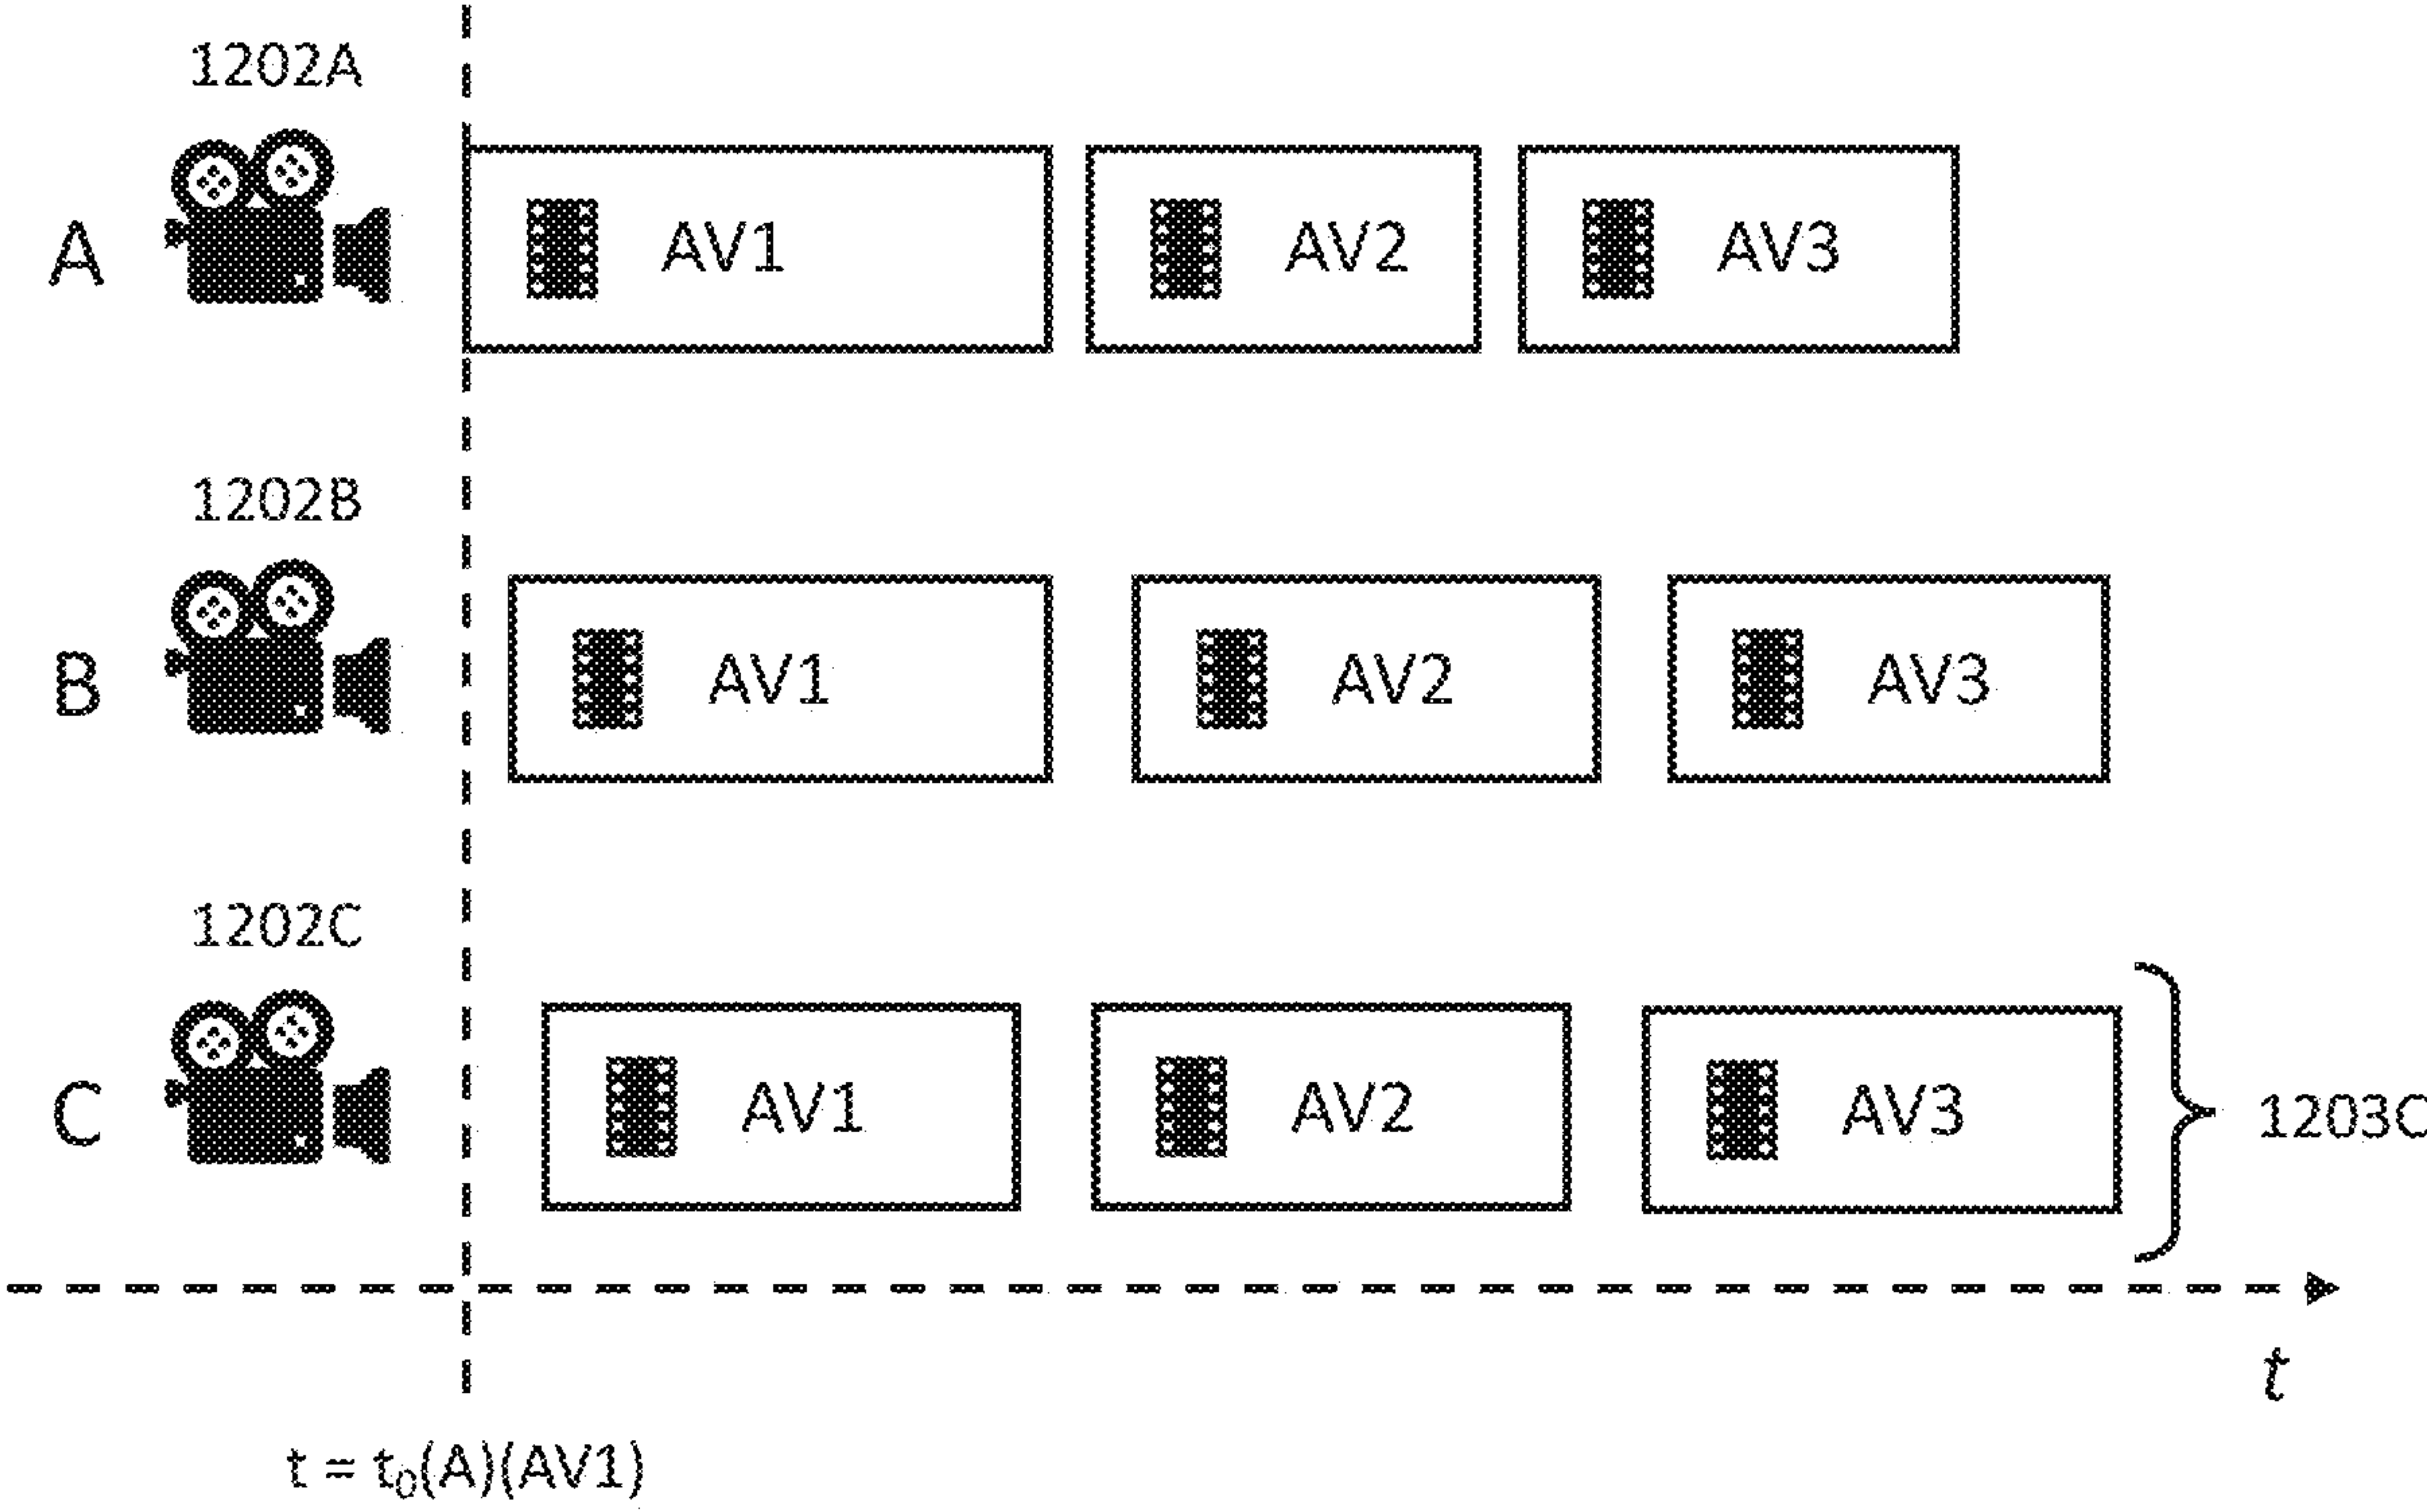 1202A
A AV1 AV2 AV3
1202B
B AV1 AV2 AV3
1202C
C AV1 AV2 AV3 1203C
t
t = t₀(A)(AV1)